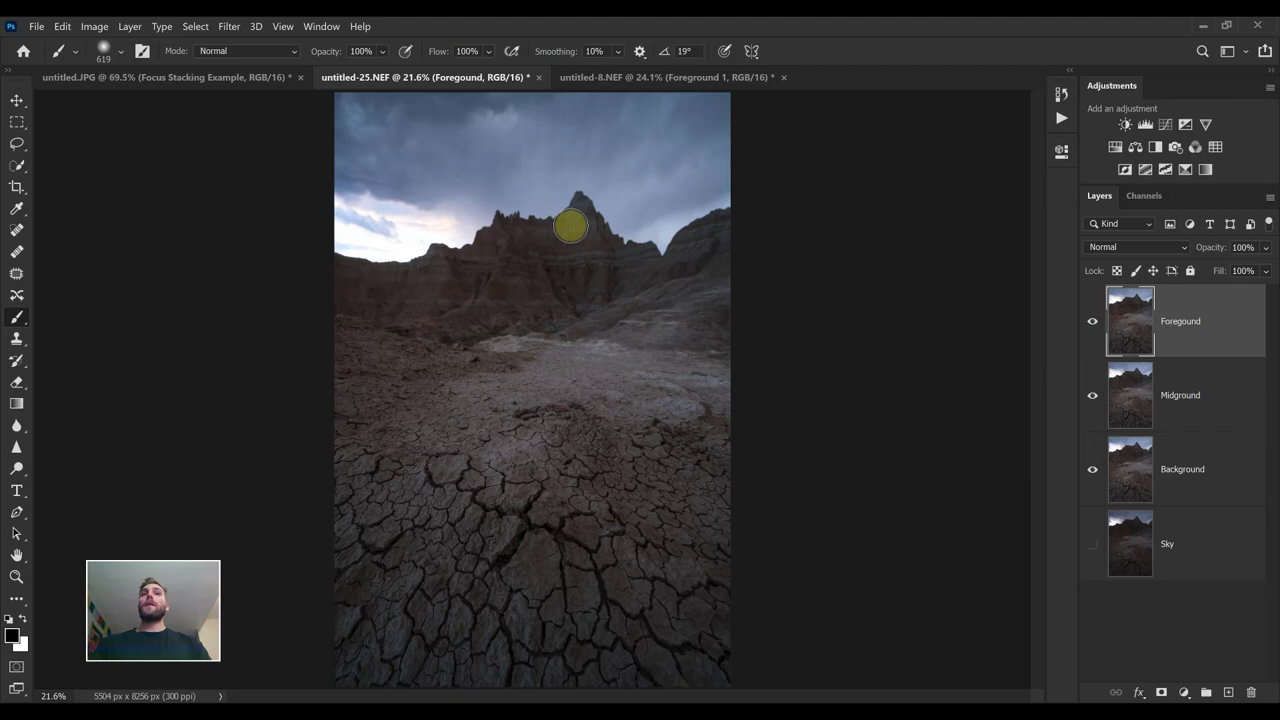 Ps File Edit Image Layer Type Select Filter 3D View Window Help
619 Mode: Normal Opacity: 100% Flow: 100% Smoothing: 10% 19°
untitled.JPG @ 69.5% (Focus Stacking Example, RGB/16) * × untitled-25.NEF @ 21.6% (Foregound, RGB/16) * × untitled-8.NEF @ 24.1% (Foreground 1, RGB/16) * ×
Adjustments
Add an adjustment
Layers Channels
Kind
Normal Opacity: 100%
Lock: Fill: 100%
Foregound
Midground
Background
Sky
21.6% 5504 px x 8256 px (300 ppi)